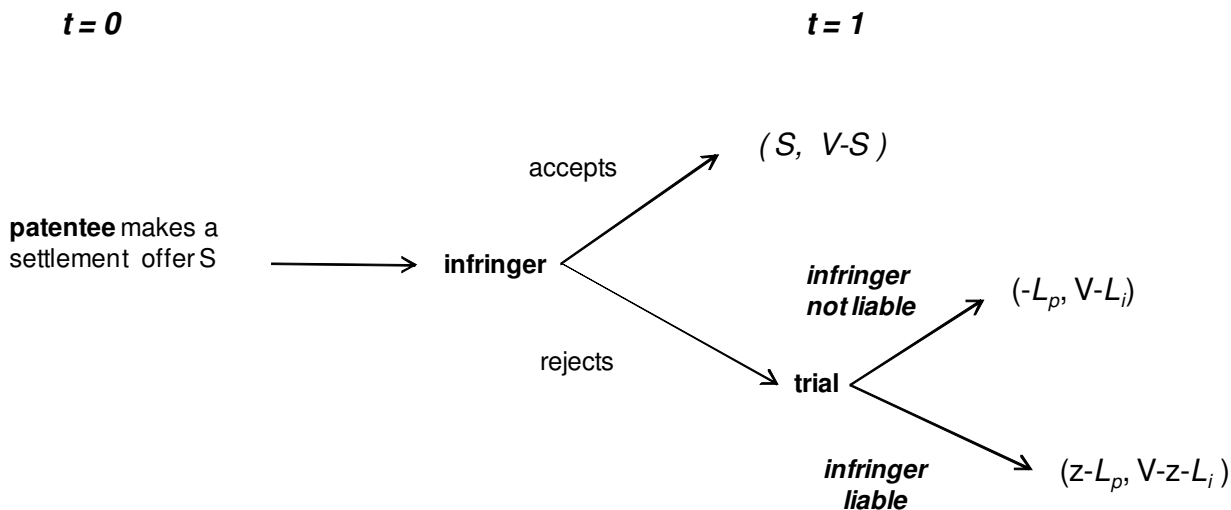 t = 0
t = 1
( S, V-S )
accepts
patentee makes a
settlement offer S
infringer
infringer
not liable
(-Lp, V-Li)
rejects
trial
infringer
liable
(z-Lp, V-z-Li )